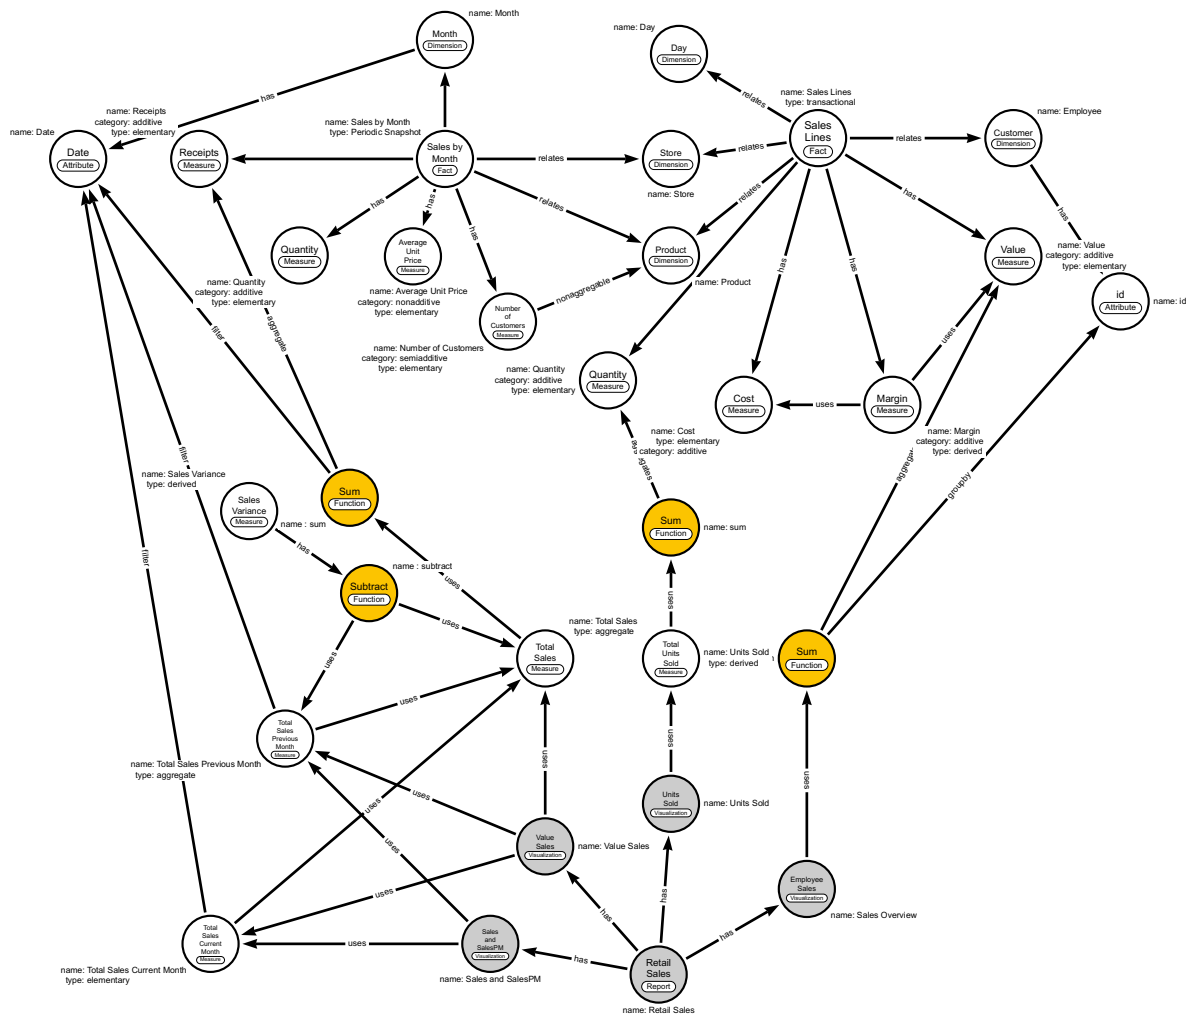 name: Month
Month
Dimension
name: Day
Day
Dimension
has
relates
name: Sales Lines
type: transactional
name: Receipts
category: additive
type: elementary
name: Date
Date
Attribute
Receipts
Measure
name: Sales by Month
type: Periodic Snapshot
Sales by
Month
Fact
relates
Store
Dimension
name: Store
relates
Sales
Lines
Fact
relates
name: Employee
Customer
Dimension
has
has
has
relates
relates
has
has
Quantity
Measure
Average
Unit
Price
Measure
has
Product
Dimension
name: Product
has
has
Value
Measure
name: Value
category: additive
type: elementary
name: Quantity
category: additive
type: elementary
name: Average Unit Price
category: nonadditive
type: elementary
nonaggregable
Number
of
Customers
Measure
id
Attribute
name: id
filter
aggregate
name: Number of Customers
category: semiadditive
type: elementary
uses
name: Quantity
category: additive
type: elementary
Quantity
Measure
Cost
Measure
uses
Margin
Measure
name: Cost
type: elementary
category: additive
name: Margin
category: additive
type: derived
filter
aggregates
groupby
name: Sales Variance
type: derived
Sales
Variance
Measure
name : sum
Sum
Function
Sum
Function
name: sum
filter
has
name : subtract
Subtract
Function
uses
uses
uses
uses
name: Total Sales
type: aggregate
Total
Sales
Measure
Total
Units
Sold
Measure
name: Units Sold
type: derived
Sum
Function
uses
Total
Sales
Previous
Month
Measure
name: Total Sales Previous Month
type: aggregate
uses
uses
uses
uses
uses
uses
Units
Sold
Visualization
name: Units Sold
uses
Value
Sales
Visualization
name: Value Sales
uses
has
has
Employee
Sales
Visualization
name: Sales Overview
Total
Sales
Current
Month
Measure
name: Total Sales Current Month
type: elementary
uses
Sales
and
SalesPM
Visualization
name: Sales and SalesPM
has
has
Retail
Sales
Report
name: Retail Sales